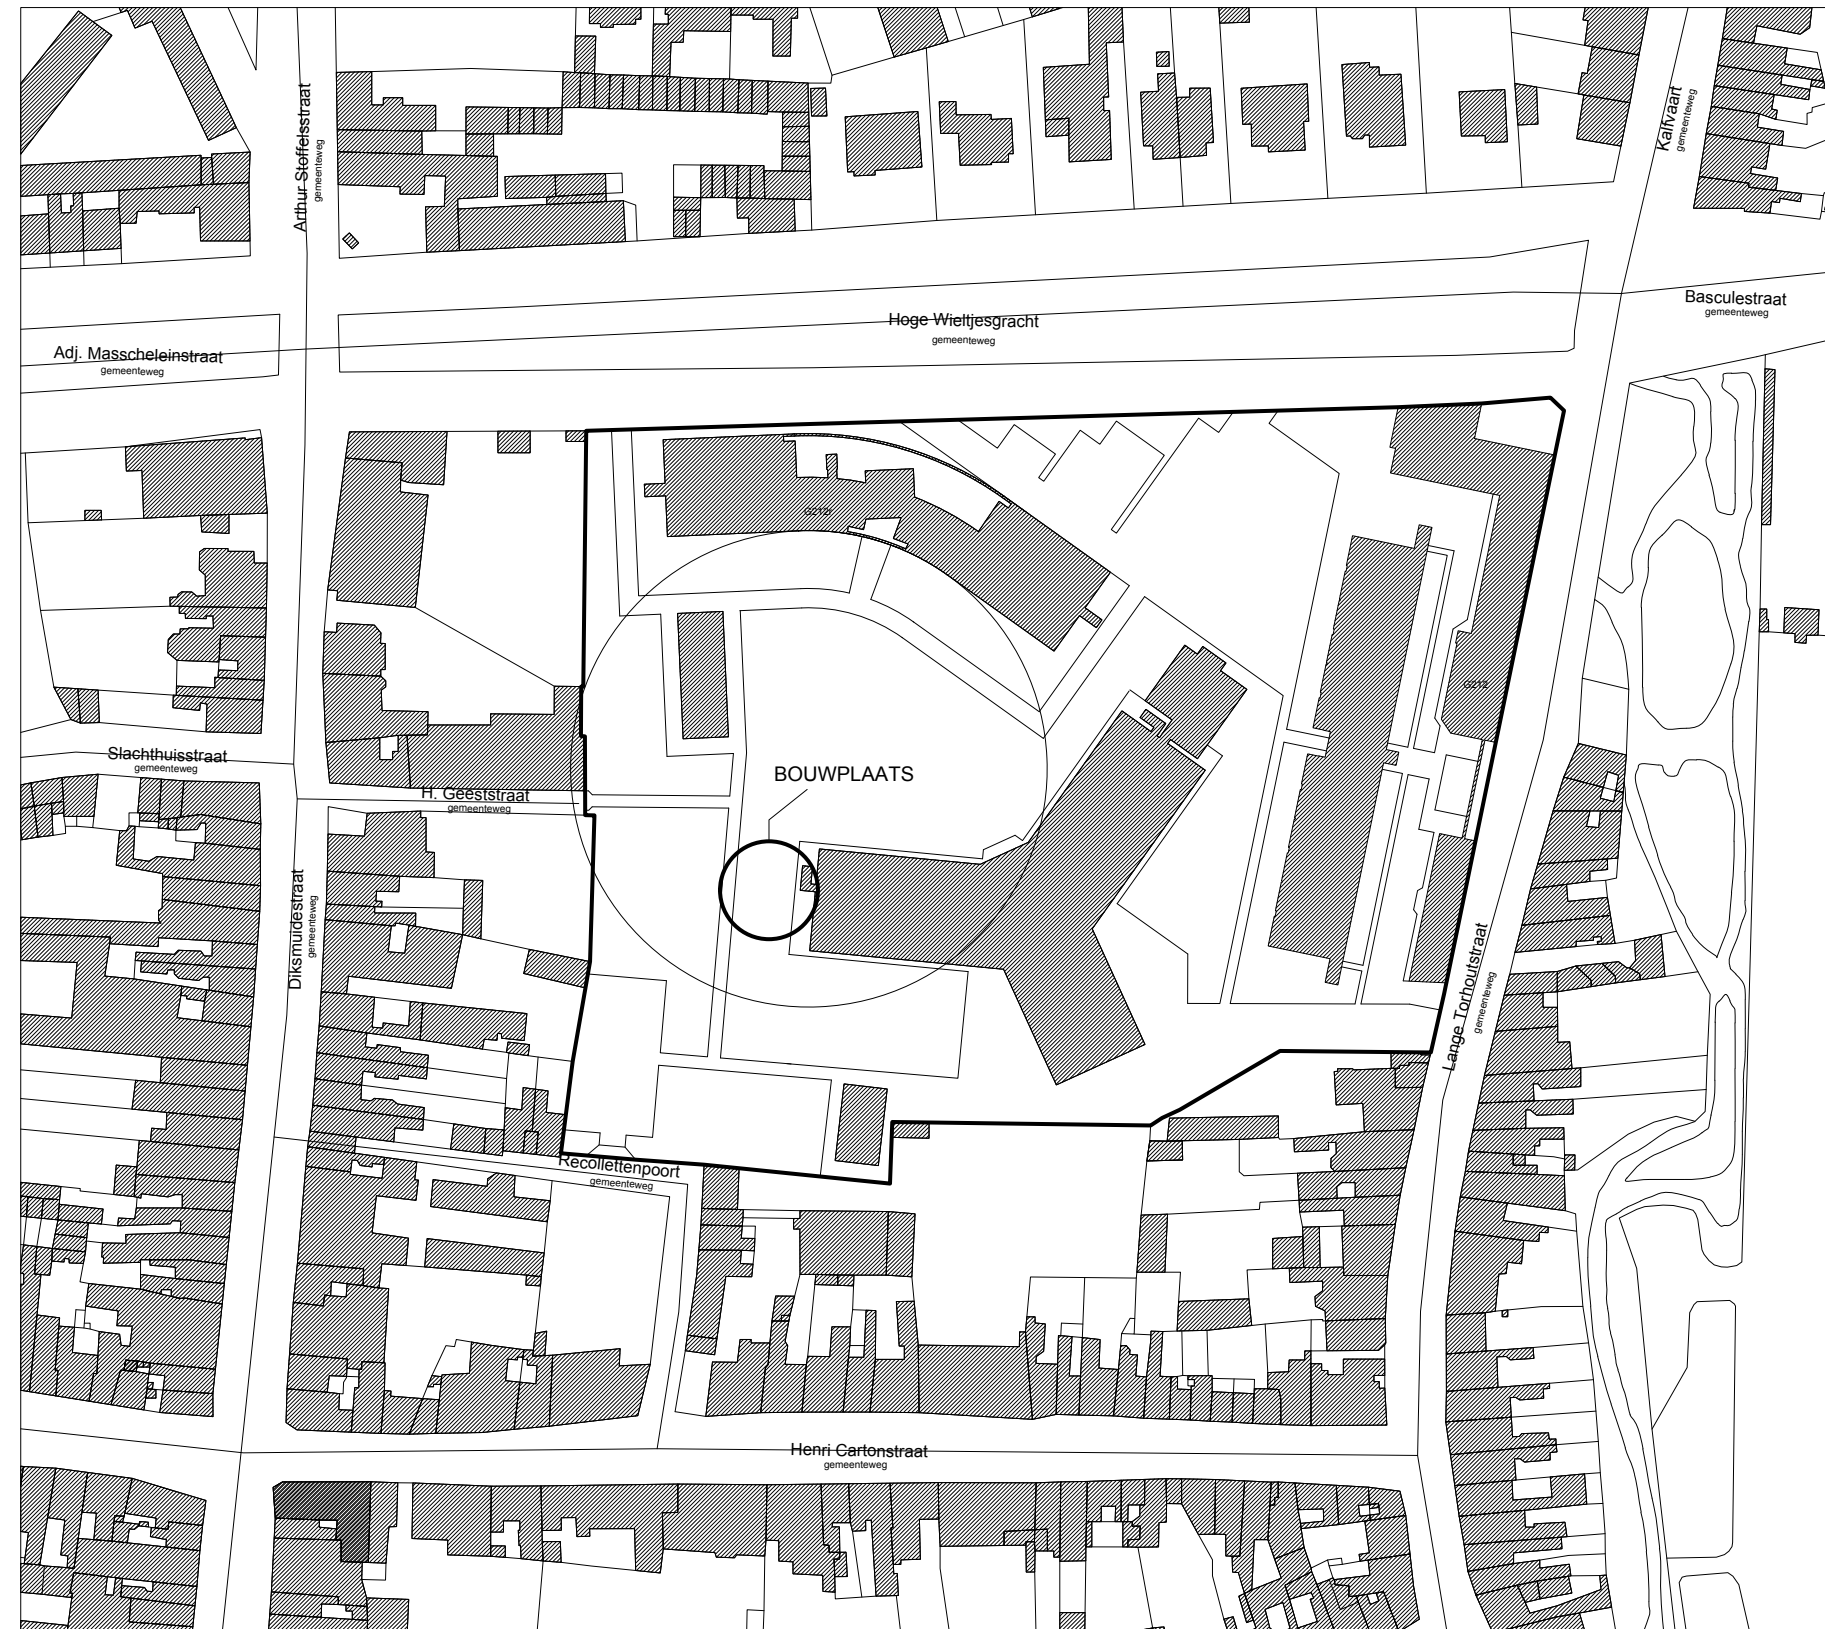 Arthur Stoffelsstraat
gemeenteweg
Kalfvaart
gemeenteweg
Basculestraat
gemeenteweg
Hoge Wieltjesgracht
gemeenteweg
Adj. Masscheleinstraat
gemeenteweg
G212r
G212
Slachthuisstraat
gemeenteweg
BOUWPLAATS
H. Geeststraat
gemeenteweg
Diksmuidestraat
gemeenteweg
Lange Torhoutstraat
gemeenteweg
Recollettenpoort
gemeenteweg
Henri Cartonstraat
gemeenteweg